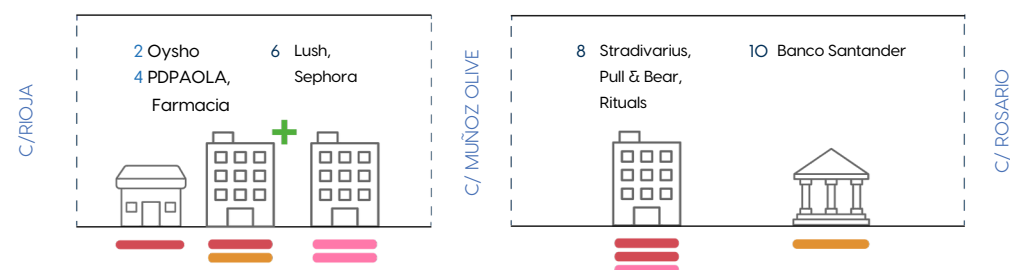 C/RIOJA
2 Oysho
4 PDPAOLA,
Farmacia
6 Lush,
Sephora
C/ MUÑOZ OLIVE
8 Stradivarius,
Pull & Bear,
Rituals
10 Banco Santander
C/ ROSARIO